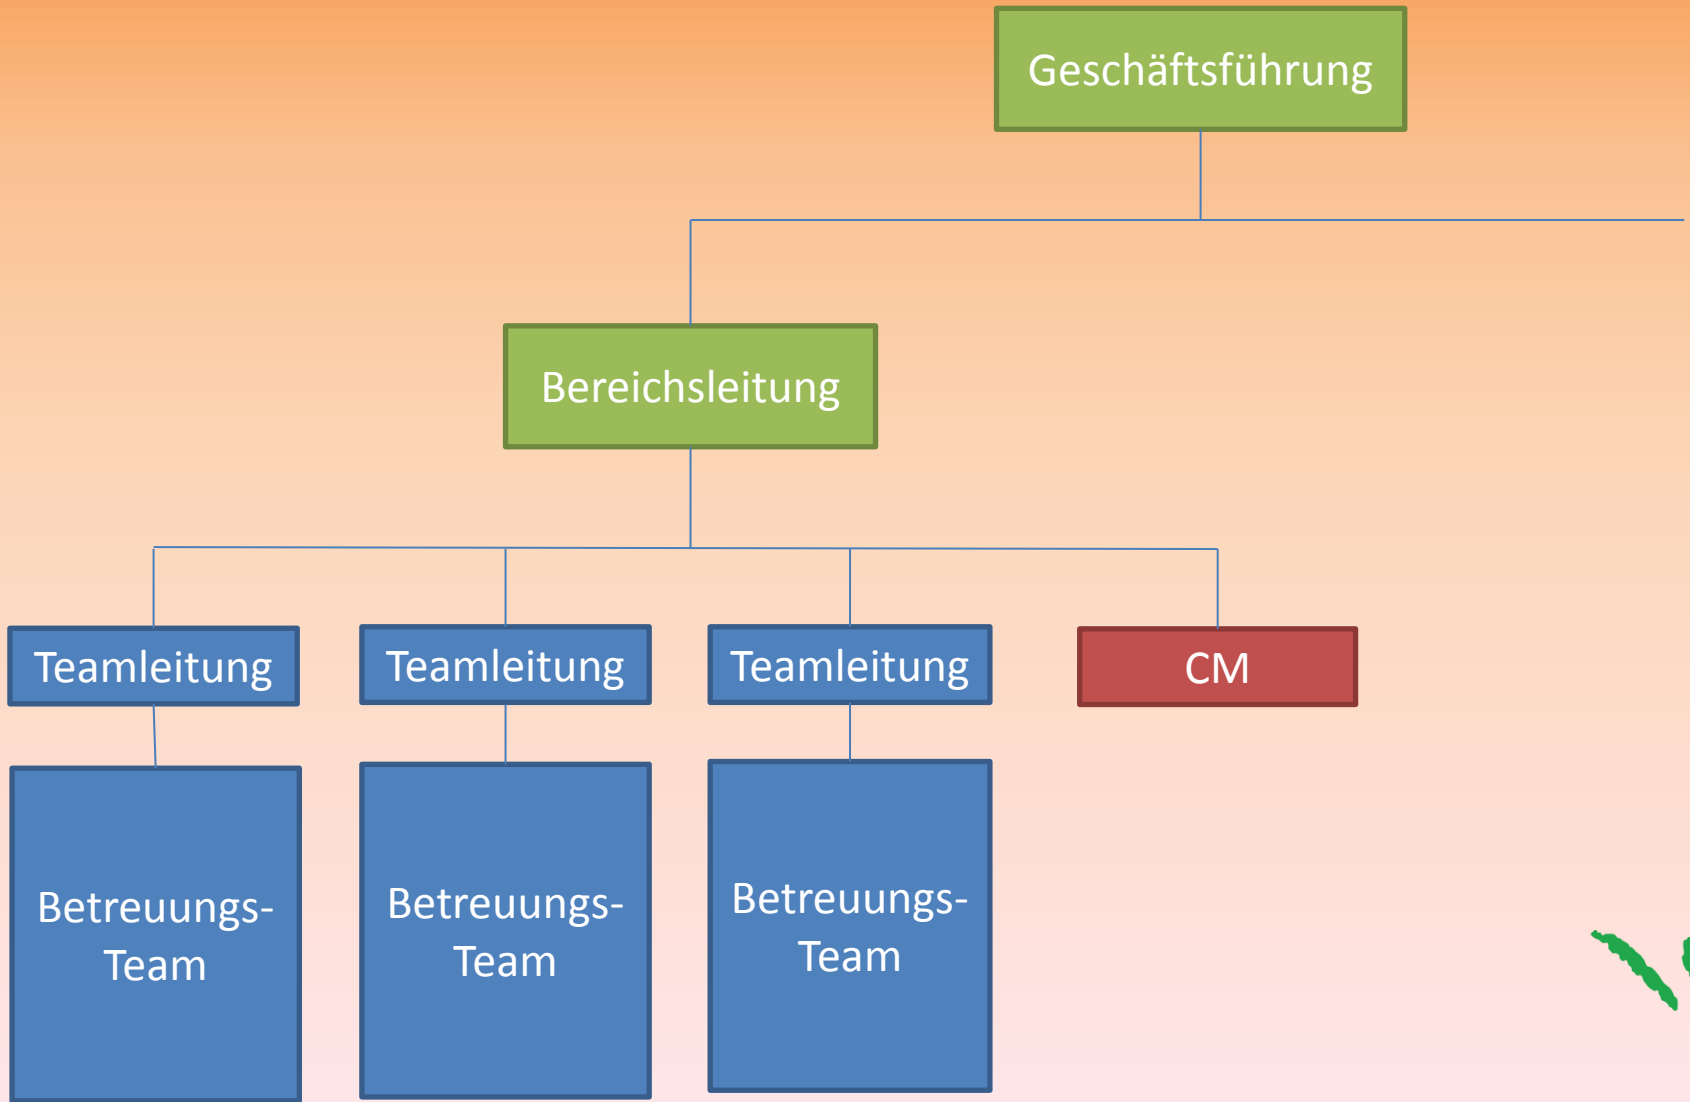 Geschäftsführung
Bereichsleitung
Teamleitung
Teamleitung
Teamleitung
CM
Betreuungs-
Team
Betreuungs-
Team
Betreuungs-
Team